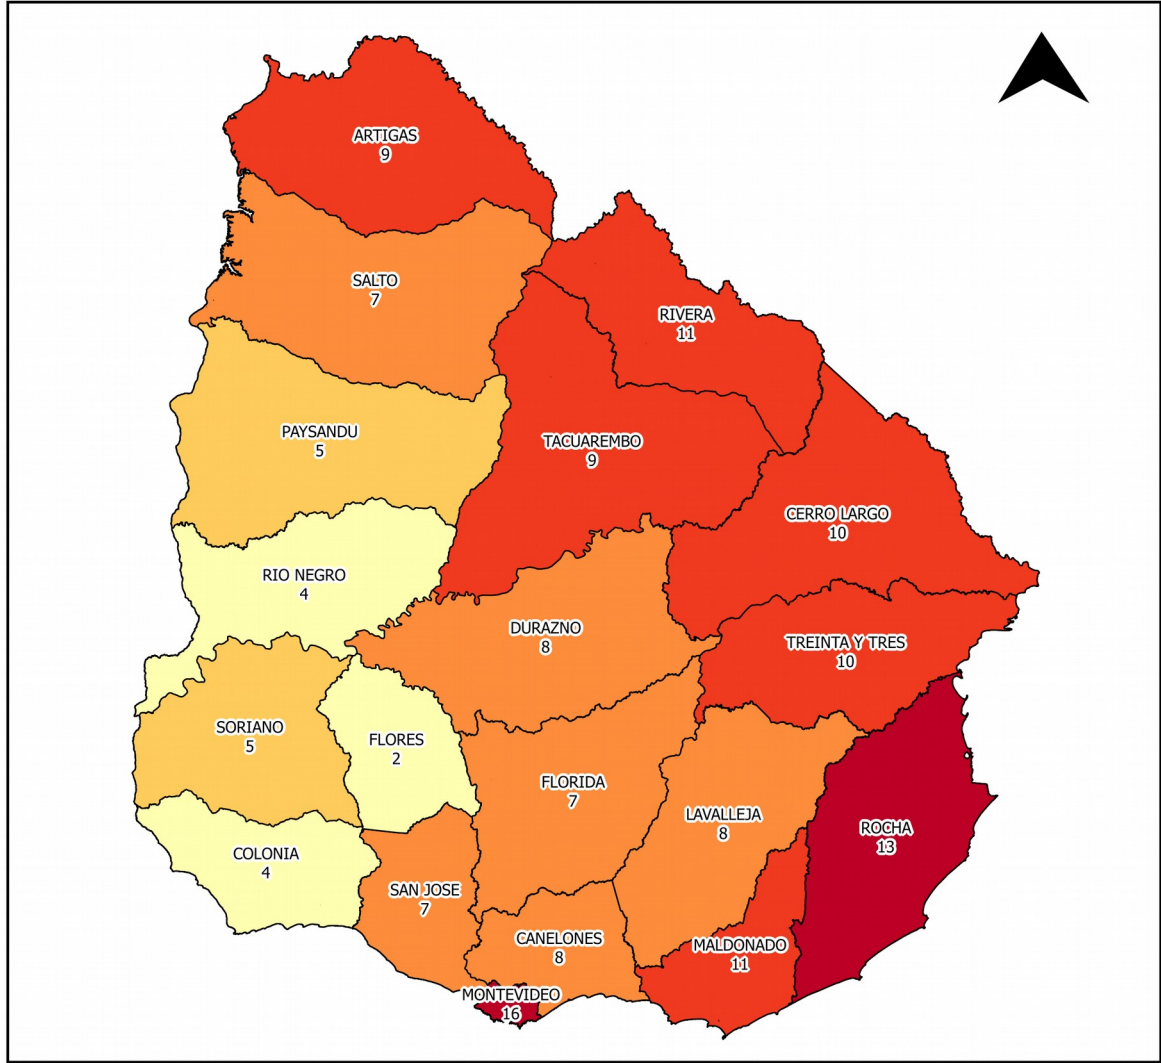 ARTIGAS
9
SALTO
7
RIVERA
11
PAYSANDU
5
TACUAREMBO
9
CERRO LARGO
10
RIO NEGRO
4
DURAZNO
8
TREINTA Y TRES
10
SORIANO
5
FLORES
2
FLORIDA
7
LAVALLEJA
8
ROCHA
13
COLONIA
4
SAN JOSE
7
CANELONES
8
MALDONADO
11
MONTEVIDEO
16